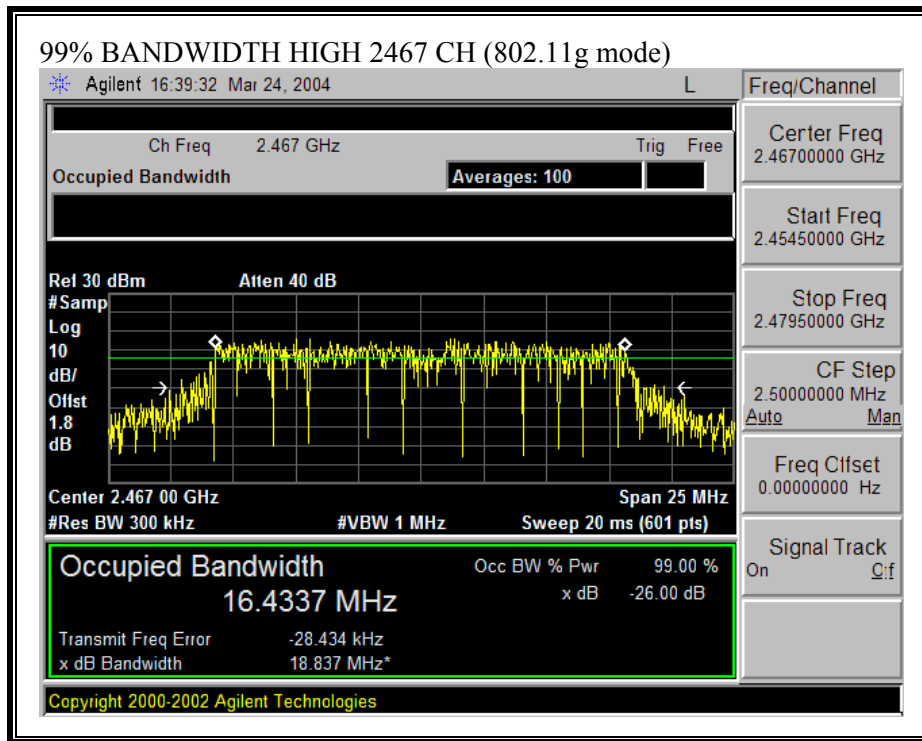 99% BANDWIDTH HIGH 2467 CH (802.11g mode)
Agilent 16:39:32 Mar 24, 2004 L
Ch Freq 2.467 GHz Trig Free
Occupied Bandwidth Averages: 100
Ref 30 dBm Atten 40 dB
#Samp
Log
10
dB/
Offst
1.8
dB
Center 2.467 00 GHz Span 25 MHz
#Res BW 300 kHz #VBW 1 MHz Sweep 20 ms (601 pts)
Occupied Bandwidth Occ BW % Pwr 99.00 %
16.4337 MHz x dB -26.00 dB
Transmit Freq Error -28.434 kHz
x dB Bandwidth 18.837 MHz*
Copyright 2000-2002 Agilent Technologies
Freq/Channel
Center Freq
2.46700000 GHz
Start Freq
2.45450000 GHz
Stop Freq
2.47950000 GHz
CF Step
2.50000000 MHz
Auto Man
Freq Offset
0.00000000 Hz
Signal Track
On Off